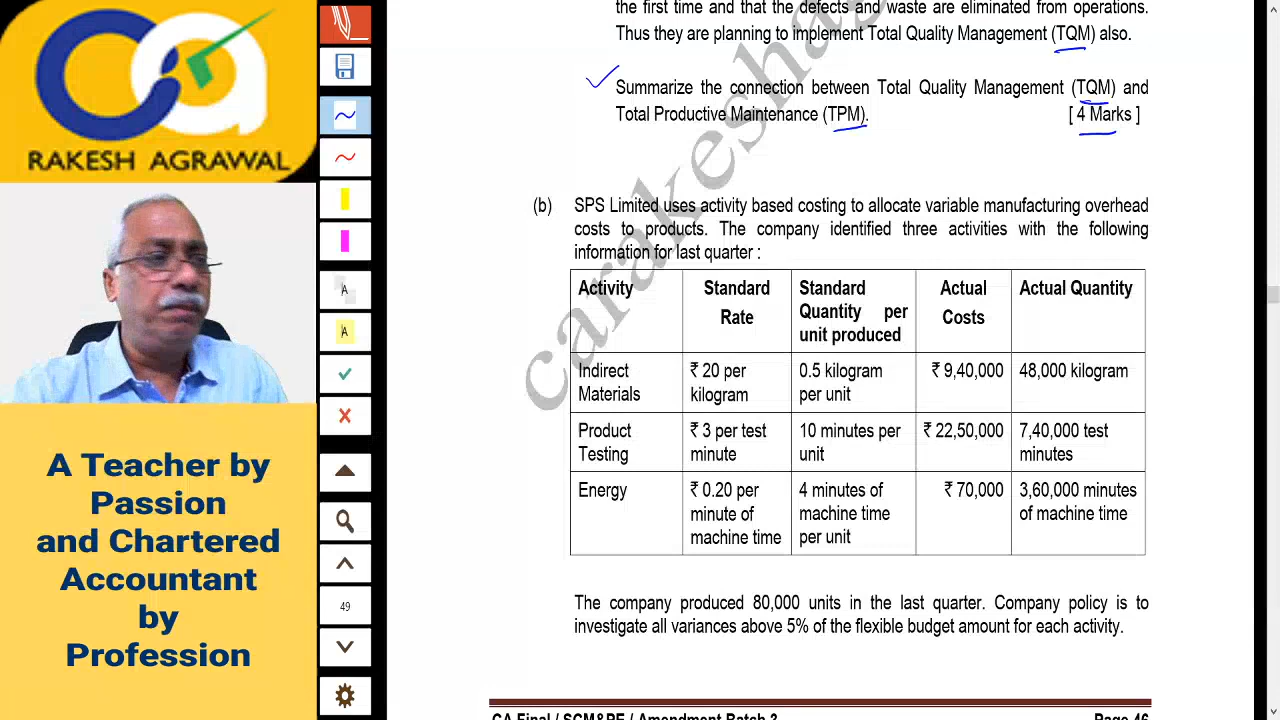 RAKESH AGRAWAL
A Teacher by
Passion
and Chartered
Accountant
by
Profession
A
A
49
the first time and that the defects and waste are eliminated from operations.
Thus they are planning to implement Total Quality Management (TQM) also.
Summarize the connection between Total Quality Management (TQM) and
Total Productive Maintenance (TPM). [ 4 Marks ]
(b) SPS Limited uses activity based costing to allocate variable manufacturing overhead
costs to products. The company identified three activities with the following
information for last quarter :
Activity Standard Rate Standard Quantity per unit produced Actual Costs Actual Quantity
Indirect Materials ₹ 20 per kilogram 0.5 kilogram per unit ₹ 9,40,000 48,000 kilogram
Product Testing ₹ 3 per test minute 10 minutes per unit ₹ 22,50,000 7,40,000 test minutes
Energy ₹ 0.20 per minute of machine time 4 minutes of machine time per unit ₹ 70,000 3,60,000 minutes of machine time
The company produced 80,000 units in the last quarter. Company policy is to
investigate all variances above 5% of the flexible budget amount for each activity.
CA Final / SCM&PE / Amendment Batch 3 Page 46